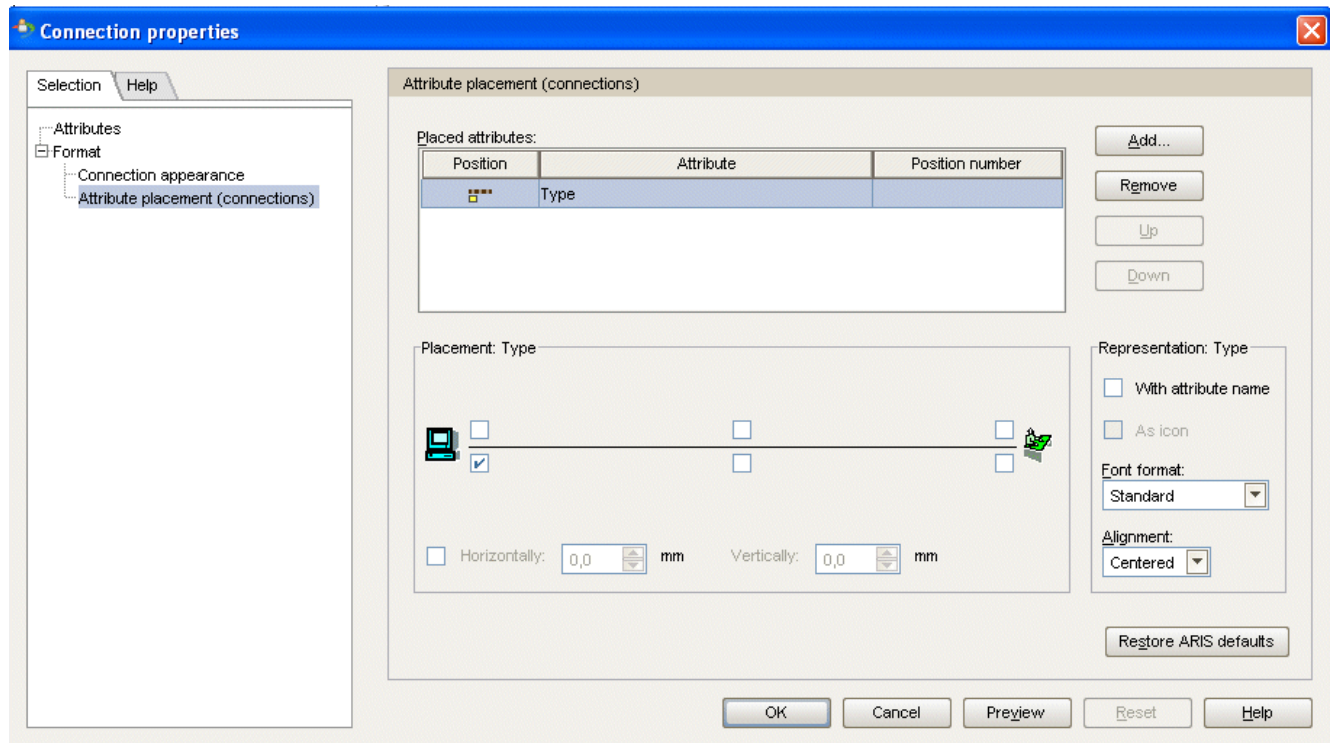 Connection properties
Selection Help
Attributes
Format
Connection appearance
Attribute placement (connections)
Attribute placement (connections)
Placed attributes:
Position Attribute Position number
Type
Add...
Remove
Up
Down
Placement: Type
Horizontally: 0,0 mm Vertically: 0,0 mm
Representation: Type
With attribute name
As icon
Font format:
Standard
Alignment:
Centered
Restore ARIS defaults
OK Cancel Preview Reset Help